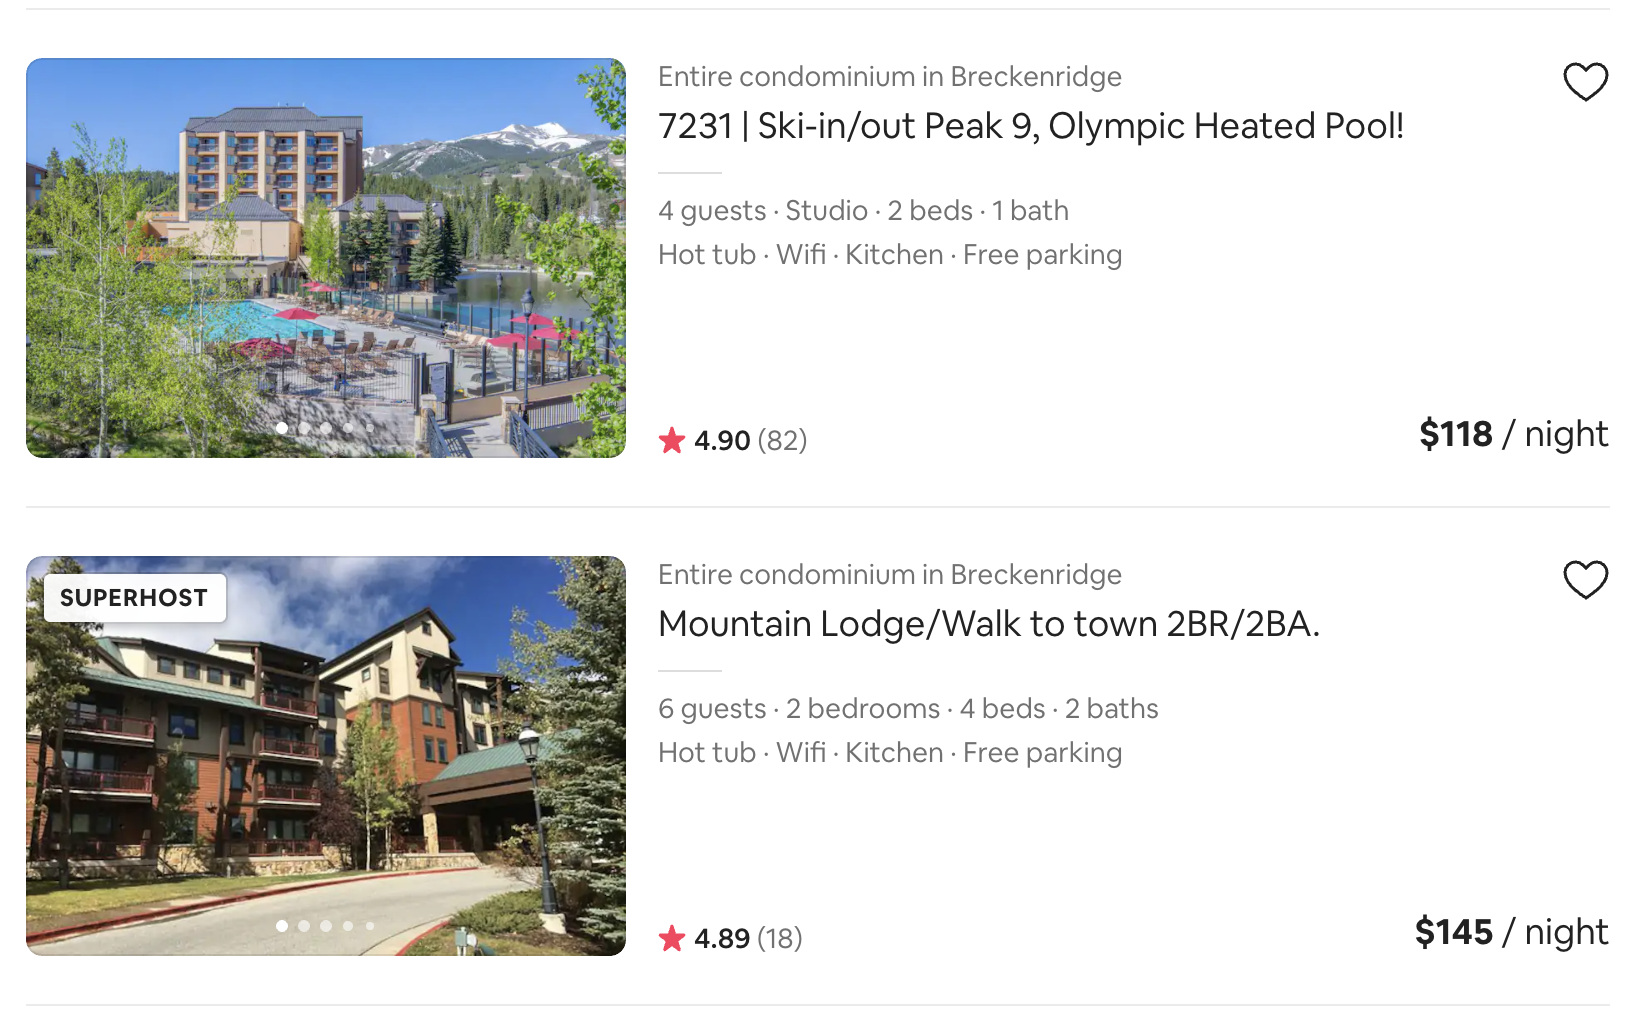 Entire condominium in Breckenridge
7231 | Ski-in/out Peak 9, Olympic Heated Pool!
4 guests · Studio · 2 beds · 1 bath
Hot tub · Wifi · Kitchen · Free parking
4.90 (82)
$118 / night
SUPERHOST
Entire condominium in Breckenridge
Mountain Lodge/Walk to town 2BR/2BA.
6 guests · 2 bedrooms · 4 beds · 2 baths
Hot tub · Wifi · Kitchen · Free parking
4.89 (18)
$145 / night